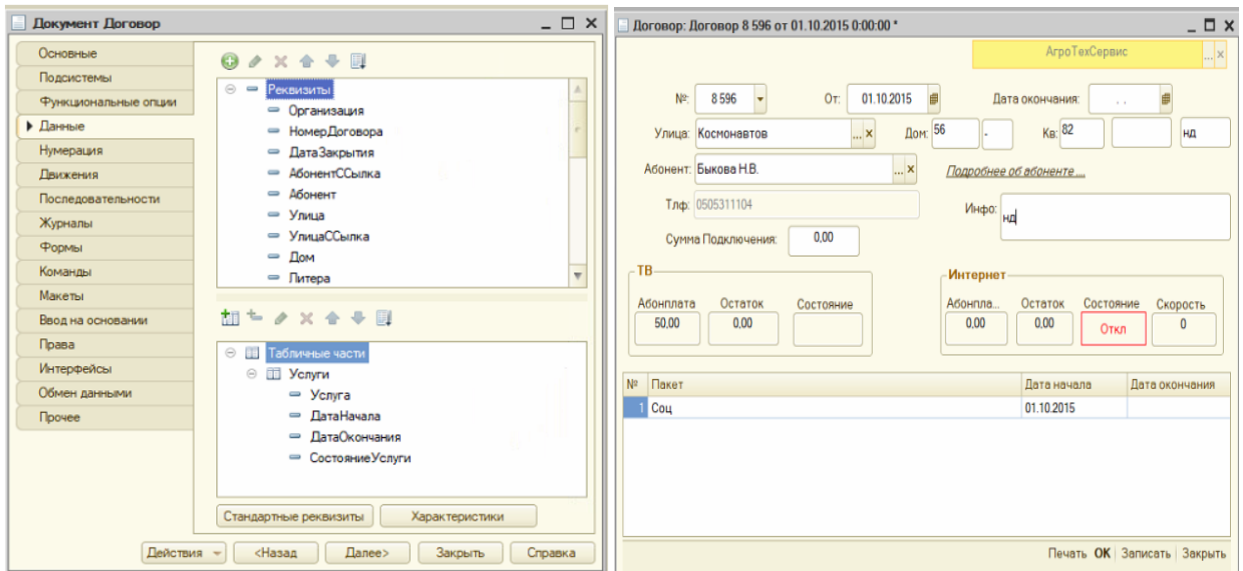 Документ Договор
Основные
Подсистемы
Функциональные опции
Данные
Нумерация
Движения
Последовательности
Журналы
Формы
Команды
Макеты
Ввод на основании
Права
Интерфейсы
Обмен данными
Прочее
Реквизиты
Организация
НомерДоговора
ДатаЗакрытия
АбонентССылка
Абонент
Улица
УлицаССылка
Дом
Литера
Табличные части
Услуги
Услуга
ДатаНачала
ДатаОкончания
СостояниеУслуги
Стандартные реквизиты Характеристики
Действия <Назад Далее> Закрыть Справка
Договор: Договор 8 596 от 01.10.2015 0:00:00 *
АгроТехСервис ... x
№: 8 596 От: 01.10.2015 Дата окончания: . .
Улица: Космонавтов ... x Дом: 56 - Кв: 82 нд
Абонент: Быкова Н.В. ... x Подробнее об абоненте ...
Тлф: 0505311104 Инфо: нд
Сумма Подключения: 0,00
ТВ
Абонплата Остаток Состояние
50,00 0,00
Интернет
Абонпла... Остаток Состояние Скорость
0,00 0,00 Откл 0
№ Пакет Дата начала Дата окончания
1 Соц 01.10.2015
Печать OK Записать Закрыть